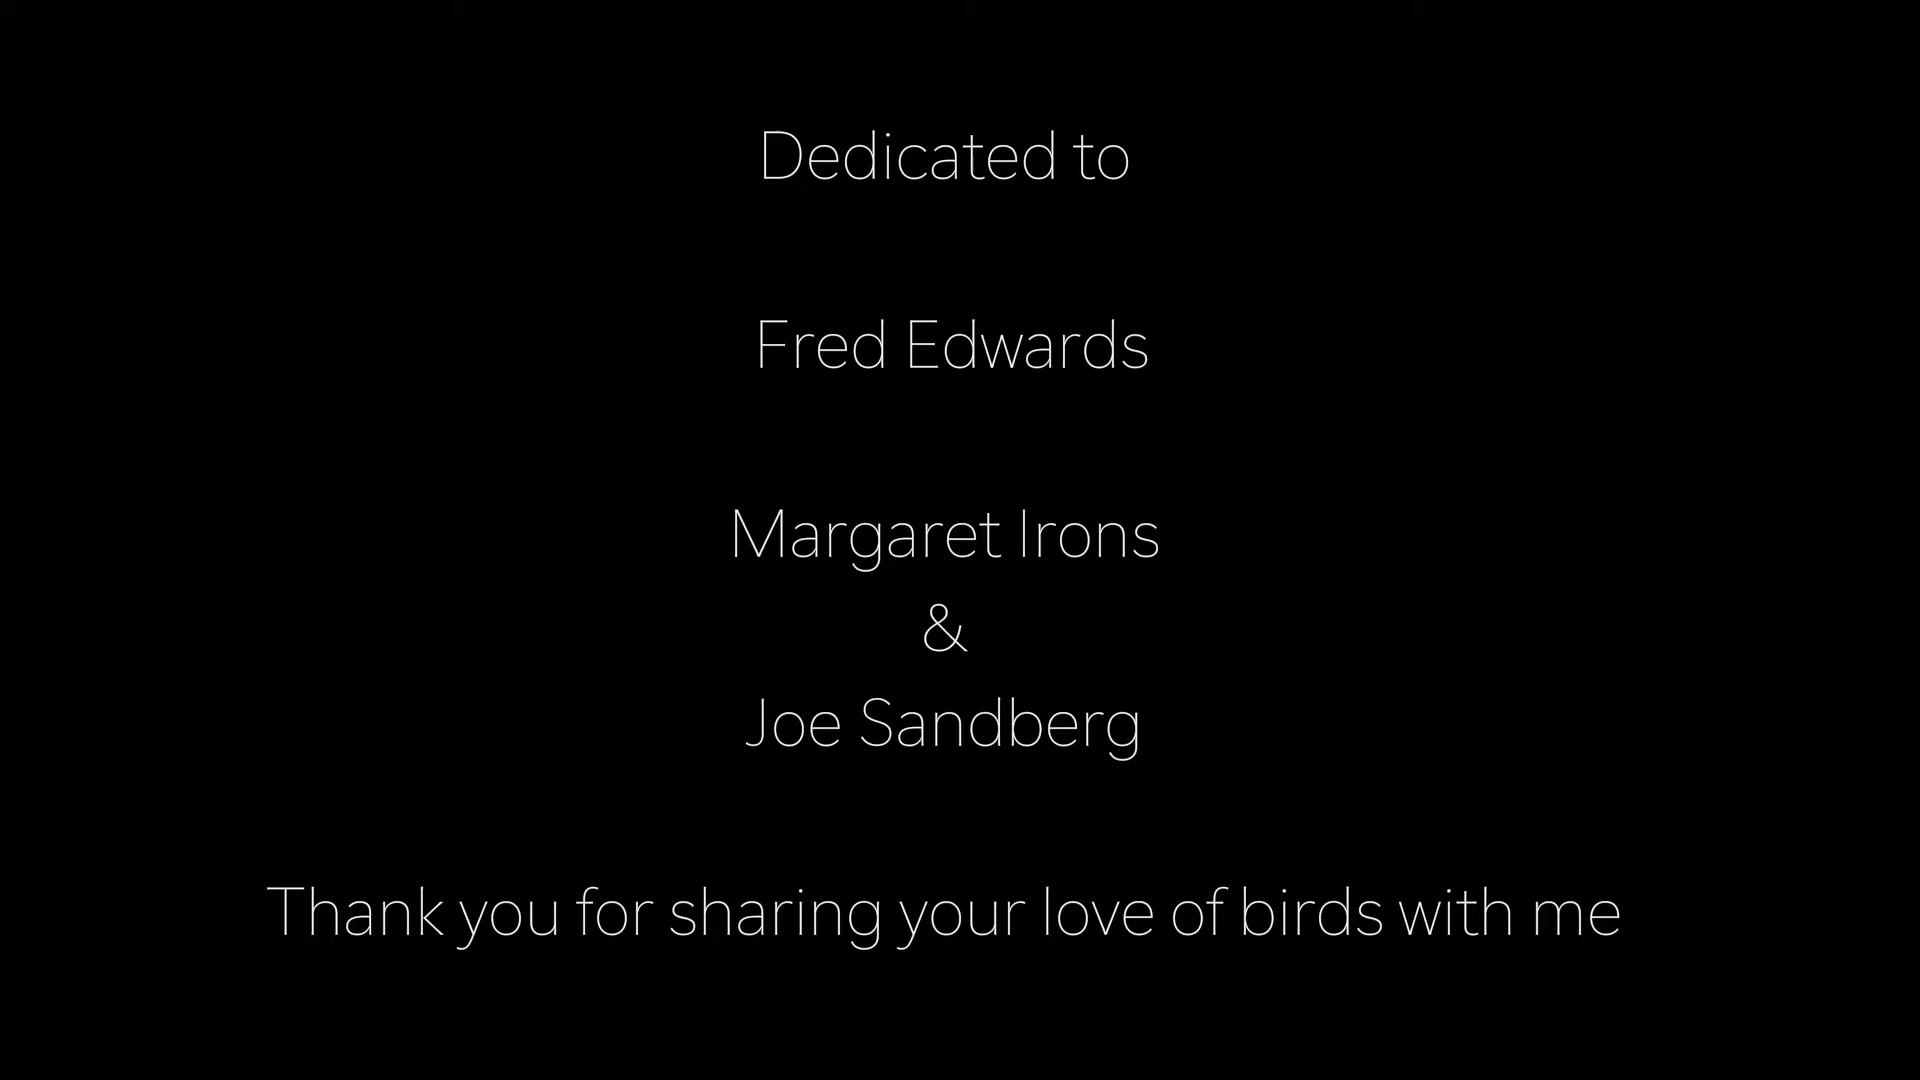 Dedicated to
Fred Edwards
Margaret Irons
&
Joe Sandberg
Thank you for sharing your love of birds with me